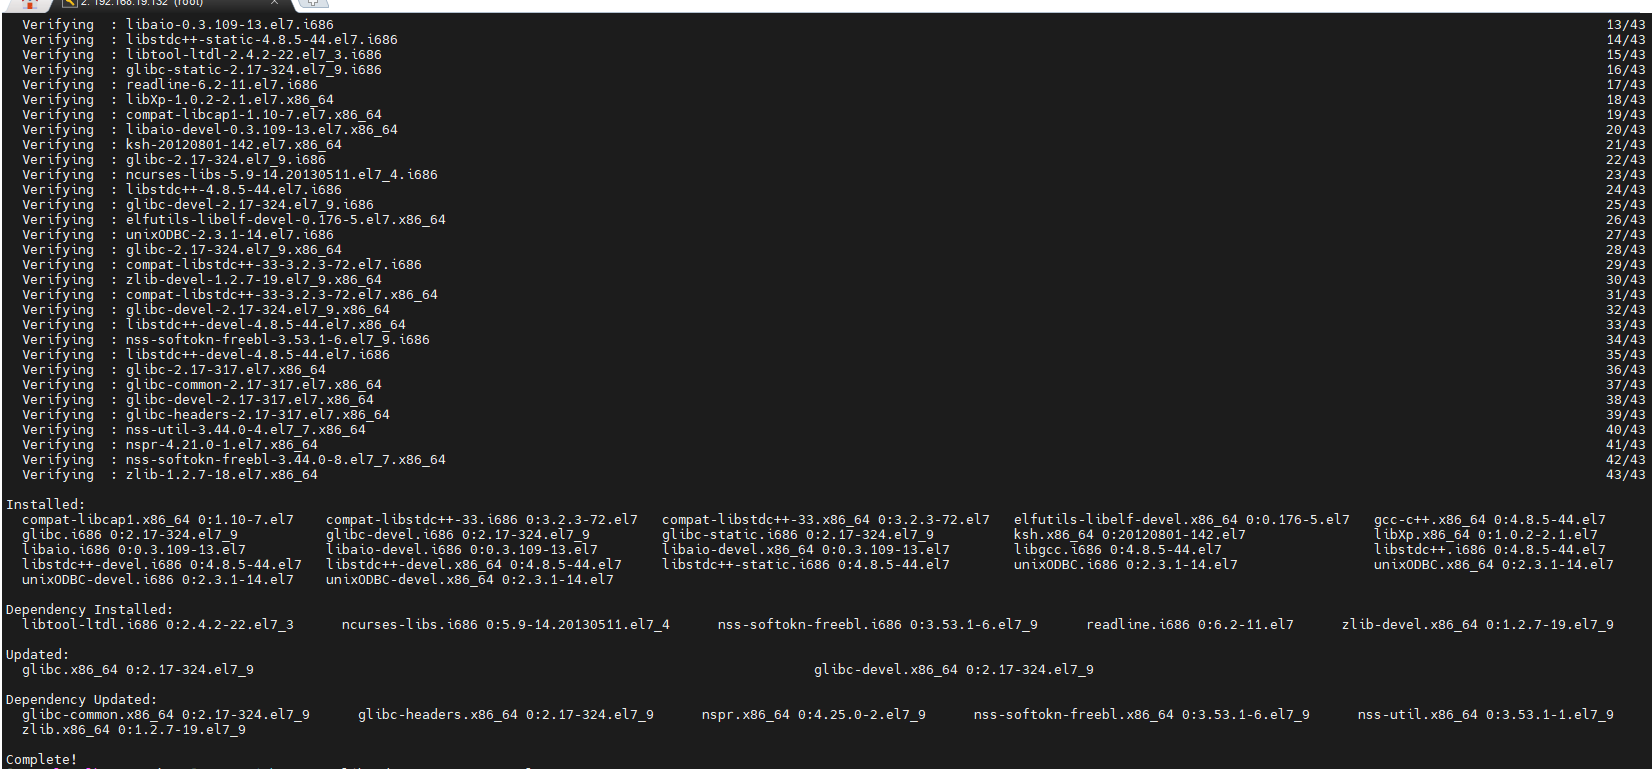 2. 192.168.19.132 (root)
Verifying : libaio-0.3.109-13.el7.i686 13/43
Verifying : libstdc++-static-4.8.5-44.el7.i686 14/43
Verifying : libtool-ltdl-2.4.2-22.el7_3.i686 15/43
Verifying : glibc-static-2.17-324.el7_9.i686 16/43
Verifying : readline-6.2-11.el7.i686 17/43
Verifying : libXp-1.0.2-2.1.el7.x86_64 18/43
Verifying : compat-libcap1-1.10-7.el7.x86_64 19/43
Verifying : libaio-devel-0.3.109-13.el7.x86_64 20/43
Verifying : ksh-20120801-142.el7.x86_64 21/43
Verifying : glibc-2.17-324.el7_9.i686 22/43
Verifying : ncurses-libs-5.9-14.20130511.el7_4.i686 23/43
Verifying : libstdc++-4.8.5-44.el7.i686 24/43
Verifying : glibc-devel-2.17-324.el7_9.i686 25/43
Verifying : elfutils-libelf-devel-0.176-5.el7.x86_64 26/43
Verifying : unixODBC-2.3.1-14.el7.i686 27/43
Verifying : glibc-2.17-324.el7_9.x86_64 28/43
Verifying : compat-libstdc++-33-3.2.3-72.el7.i686 29/43
Verifying : zlib-devel-1.2.7-19.el7_9.x86_64 30/43
Verifying : compat-libstdc++-33-3.2.3-72.el7.x86_64 31/43
Verifying : glibc-devel-2.17-324.el7_9.x86_64 32/43
Verifying : libstdc++-devel-4.8.5-44.el7.x86_64 33/43
Verifying : nss-softokn-freebl-3.53.1-6.el7_9.i686 34/43
Verifying : libstdc++-devel-4.8.5-44.el7.i686 35/43
Verifying : glibc-2.17-317.el7.x86_64 36/43
Verifying : glibc-common-2.17-317.el7.x86_64 37/43
Verifying : glibc-devel-2.17-317.el7.x86_64 38/43
Verifying : glibc-headers-2.17-317.el7.x86_64 39/43
Verifying : nss-util-3.44.0-4.el7_7.x86_64 40/43
Verifying : nspr-4.21.0-1.el7.x86_64 41/43
Verifying : nss-softokn-freebl-3.44.0-8.el7_7.x86_64 42/43
Verifying : zlib-1.2.7-18.el7.x86_64 43/43
Installed:
compat-libcap1.x86_64 0:1.10-7.el7 compat-libstdc++-33.i686 0:3.2.3-72.el7 compat-libstdc++-33.x86_64 0:3.2.3-72.el7 elfutils-libelf-devel.x86_64 0:0.176-5.el7 gcc-c++.x86_64 0:4.8.5-44.el7
glibc.i686 0:2.17-324.el7_9 glibc-devel.i686 0:2.17-324.el7_9 glibc-static.i686 0:2.17-324.el7_9 ksh.x86_64 0:20120801-142.el7 libXp.x86_64 0:1.0.2-2.1.el7
libaio.i686 0:0.3.109-13.el7 libaio-devel.i686 0:0.3.109-13.el7 libaio-devel.x86_64 0:0.3.109-13.el7 libgcc.i686 0:4.8.5-44.el7 libstdc++.i686 0:4.8.5-44.el7
libstdc++-devel.i686 0:4.8.5-44.el7 libstdc++-devel.x86_64 0:4.8.5-44.el7 libstdc++-static.i686 0:4.8.5-44.el7 unixODBC.i686 0:2.3.1-14.el7 unixODBC.x86_64 0:2.3.1-14.el7
unixODBC-devel.i686 0:2.3.1-14.el7 unixODBC-devel.x86_64 0:2.3.1-14.el7
Dependency Installed:
libtool-ltdl.i686 0:2.4.2-22.el7_3 ncurses-libs.i686 0:5.9-14.20130511.el7_4 nss-softokn-freebl.i686 0:3.53.1-6.el7_9 readline.i686 0:6.2-11.el7 zlib-devel.x86_64 0:1.2.7-19.el7_9
Updated:
glibc.x86_64 0:2.17-324.el7_9 glibc-devel.x86_64 0:2.17-324.el7_9
Dependency Updated:
glibc-common.x86_64 0:2.17-324.el7_9 glibc-headers.x86_64 0:2.17-324.el7_9 nspr.x86_64 0:4.25.0-2.el7_9 nss-softokn-freebl.x86_64 0:3.53.1-6.el7_9 nss-util.x86_64 0:3.53.1-1.el7_9
zlib.x86_64 0:1.2.7-19.el7_9
Complete!